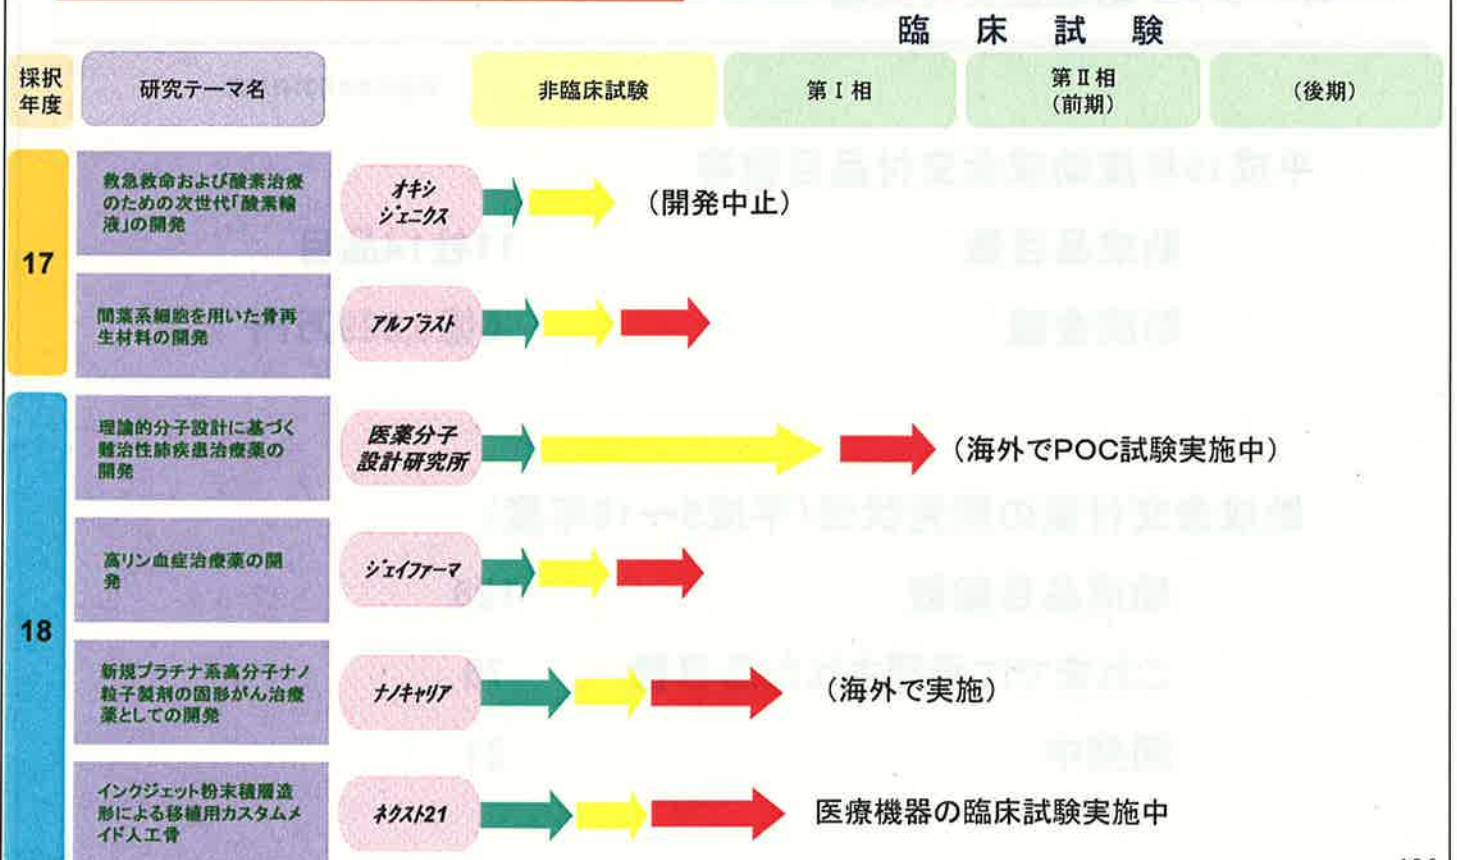 臨床試験
採択
年度
研究テーマ名
非臨床試験
第Ⅰ相
第Ⅱ相
(前期)
(後期)
17
救急救命および酸素治療
のための次世代「酸素輸
液」の開発
オキシ
ジェニクス
(開発中止)
間葉系細胞を用いた骨再
生材料の開発
アルブラスト
18
理論的分子設計に基づく
難治性肺疾患治療薬の
開発
医薬分子
設計研究所
(海外でPOC試験実施中)
高リン血症治療薬の開
発
ジェイファーマ
新規プラチナ系高分子ナノ
粒子製剤の固形がん治療
薬としての開発
ナノキャリア
(海外で実施)
インクジェット粉末積層造
形による移植用カスタムメ
イド人工骨
ネクスト21
医療機器の臨床試験実施中